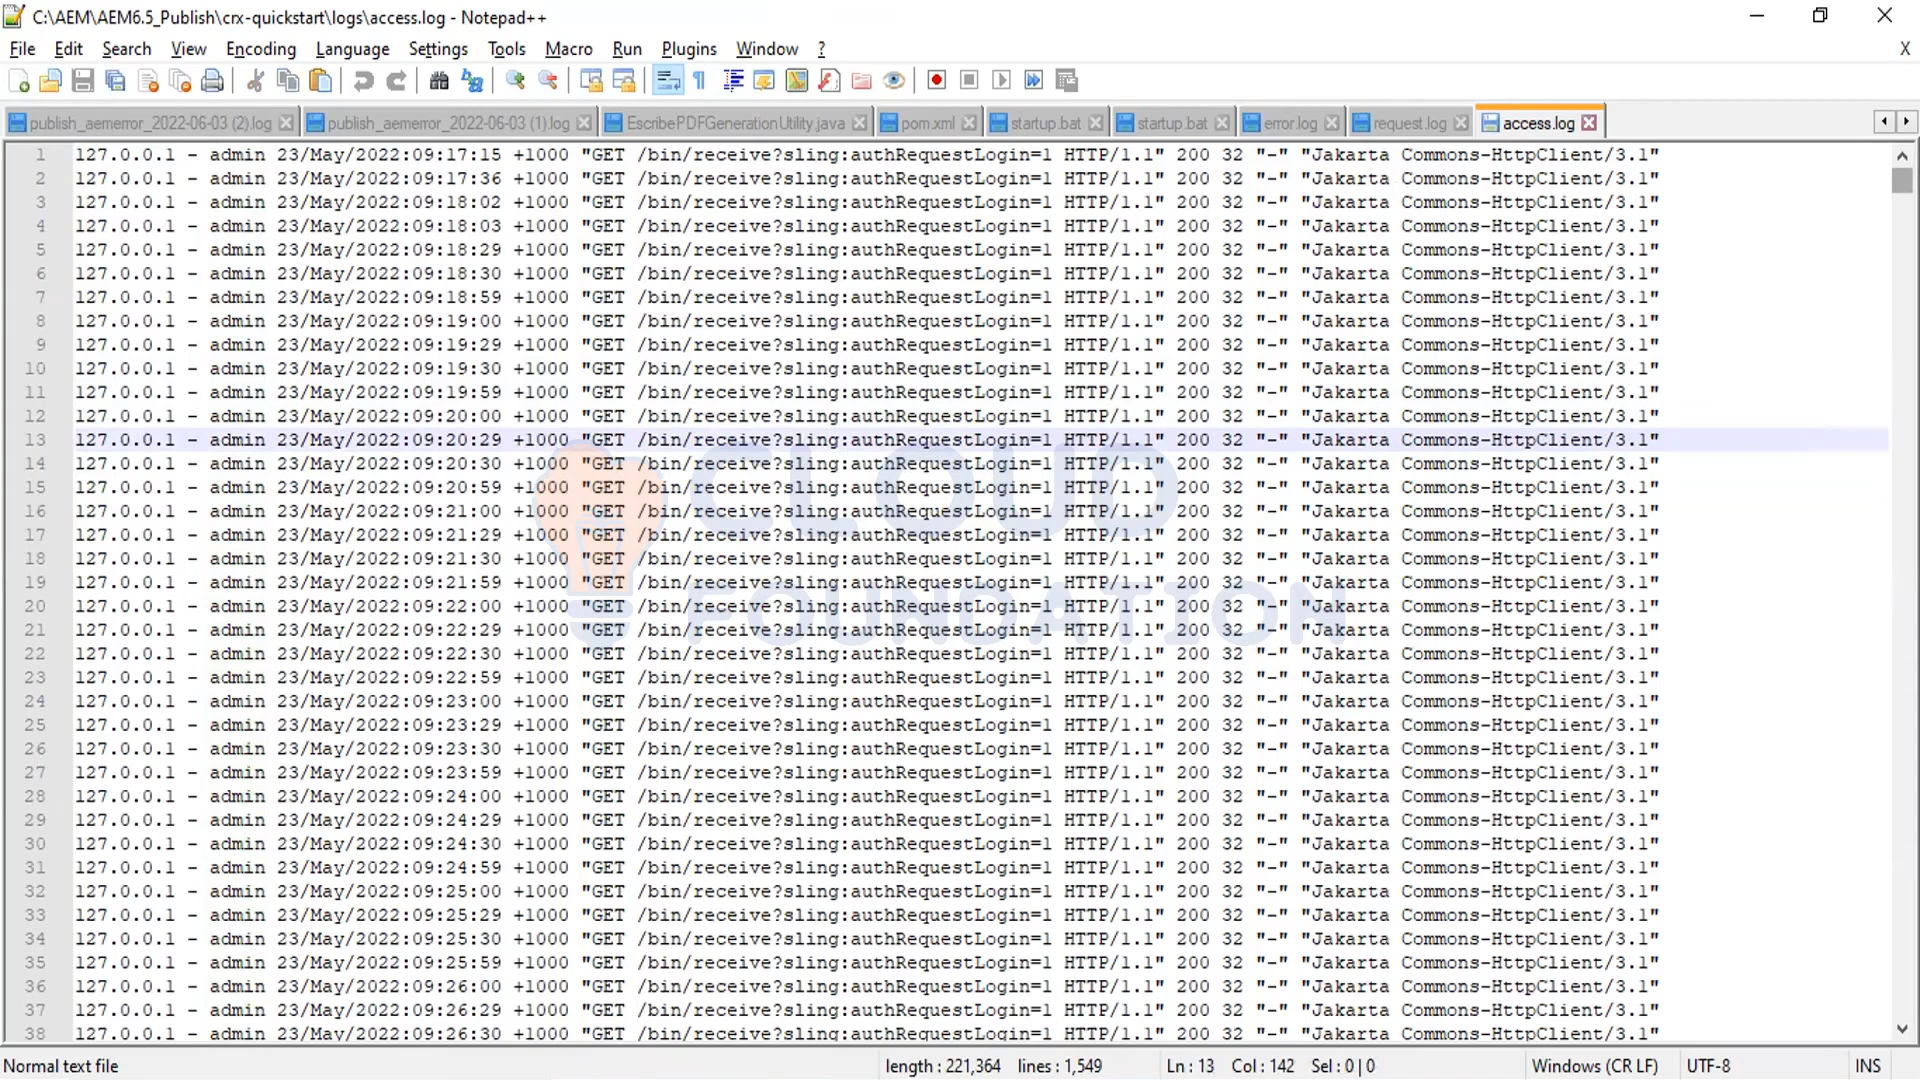 C:\AEM\AEM6.5_Publish\crx-quickstart\logs\access.log - Notepad++
File Edit Search View Encoding Language Settings Tools Macro Run Plugins Window ? X
publish_aemerror_2022-06-03 (2).log publish_aemerror_2022-06-03 (1).log EscribePDFGenerationUtility.java pom.xml startup.bat startup.bat error.log request.log access.log
1 127.0.0.1 - admin 23/May/2022:09:17:15 +1000 "GET /bin/receive?sling:authRequestLogin=1 HTTP/1.1" 200 32 "-" "Jakarta Commons-HttpClient/3.1"
2 127.0.0.1 - admin 23/May/2022:09:17:36 +1000 "GET /bin/receive?sling:authRequestLogin=1 HTTP/1.1" 200 32 "-" "Jakarta Commons-HttpClient/3.1"
3 127.0.0.1 - admin 23/May/2022:09:18:02 +1000 "GET /bin/receive?sling:authRequestLogin=1 HTTP/1.1" 200 32 "-" "Jakarta Commons-HttpClient/3.1"
4 127.0.0.1 - admin 23/May/2022:09:18:03 +1000 "GET /bin/receive?sling:authRequestLogin=1 HTTP/1.1" 200 32 "-" "Jakarta Commons-HttpClient/3.1"
5 127.0.0.1 - admin 23/May/2022:09:18:29 +1000 "GET /bin/receive?sling:authRequestLogin=1 HTTP/1.1" 200 32 "-" "Jakarta Commons-HttpClient/3.1"
6 127.0.0.1 - admin 23/May/2022:09:18:30 +1000 "GET /bin/receive?sling:authRequestLogin=1 HTTP/1.1" 200 32 "-" "Jakarta Commons-HttpClient/3.1"
7 127.0.0.1 - admin 23/May/2022:09:18:59 +1000 "GET /bin/receive?sling:authRequestLogin=1 HTTP/1.1" 200 32 "-" "Jakarta Commons-HttpClient/3.1"
8 127.0.0.1 - admin 23/May/2022:09:19:00 +1000 "GET /bin/receive?sling:authRequestLogin=1 HTTP/1.1" 200 32 "-" "Jakarta Commons-HttpClient/3.1"
9 127.0.0.1 - admin 23/May/2022:09:19:29 +1000 "GET /bin/receive?sling:authRequestLogin=1 HTTP/1.1" 200 32 "-" "Jakarta Commons-HttpClient/3.1"
10 127.0.0.1 - admin 23/May/2022:09:19:30 +1000 "GET /bin/receive?sling:authRequestLogin=1 HTTP/1.1" 200 32 "-" "Jakarta Commons-HttpClient/3.1"
11 127.0.0.1 - admin 23/May/2022:09:19:59 +1000 "GET /bin/receive?sling:authRequestLogin=1 HTTP/1.1" 200 32 "-" "Jakarta Commons-HttpClient/3.1"
12 127.0.0.1 - admin 23/May/2022:09:20:00 +1000 "GET /bin/receive?sling:authRequestLogin=1 HTTP/1.1" 200 32 "-" "Jakarta Commons-HttpClient/3.1"
13 127.0.0.1 - admin 23/May/2022:09:20:29 +1000 "GET /bin/receive?sling:authRequestLogin=1 HTTP/1.1" 200 32 "-" "Jakarta Commons-HttpClient/3.1"
14 127.0.0.1 - admin 23/May/2022:09:20:30 +1000 "GET /bin/receive?sling:authRequestLogin=1 HTTP/1.1" 200 32 "-" "Jakarta Commons-HttpClient/3.1"
15 127.0.0.1 - admin 23/May/2022:09:20:59 +1000 "GET /bin/receive?sling:authRequestLogin=1 HTTP/1.1" 200 32 "-" "Jakarta Commons-HttpClient/3.1"
16 127.0.0.1 - admin 23/May/2022:09:21:00 +1000 "GET /bin/receive?sling:authRequestLogin=1 HTTP/1.1" 200 32 "-" "Jakarta Commons-HttpClient/3.1"
17 127.0.0.1 - admin 23/May/2022:09:21:29 +1000 "GET /bin/receive?sling:authRequestLogin=1 HTTP/1.1" 200 32 "-" "Jakarta Commons-HttpClient/3.1"
18 127.0.0.1 - admin 23/May/2022:09:21:30 +1000 "GET /bin/receive?sling:authRequestLogin=1 HTTP/1.1" 200 32 "-" "Jakarta Commons-HttpClient/3.1"
19 127.0.0.1 - admin 23/May/2022:09:21:59 +1000 "GET /bin/receive?sling:authRequestLogin=1 HTTP/1.1" 200 32 "-" "Jakarta Commons-HttpClient/3.1"
20 127.0.0.1 - admin 23/May/2022:09:22:00 +1000 "GET /bin/receive?sling:authRequestLogin=1 HTTP/1.1" 200 32 "-" "Jakarta Commons-HttpClient/3.1"
21 127.0.0.1 - admin 23/May/2022:09:22:29 +1000 "GET /bin/receive?sling:authRequestLogin=1 HTTP/1.1" 200 32 "-" "Jakarta Commons-HttpClient/3.1"
22 127.0.0.1 - admin 23/May/2022:09:22:30 +1000 "GET /bin/receive?sling:authRequestLogin=1 HTTP/1.1" 200 32 "-" "Jakarta Commons-HttpClient/3.1"
23 127.0.0.1 - admin 23/May/2022:09:22:59 +1000 "GET /bin/receive?sling:authRequestLogin=1 HTTP/1.1" 200 32 "-" "Jakarta Commons-HttpClient/3.1"
24 127.0.0.1 - admin 23/May/2022:09:23:00 +1000 "GET /bin/receive?sling:authRequestLogin=1 HTTP/1.1" 200 32 "-" "Jakarta Commons-HttpClient/3.1"
25 127.0.0.1 - admin 23/May/2022:09:23:29 +1000 "GET /bin/receive?sling:authRequestLogin=1 HTTP/1.1" 200 32 "-" "Jakarta Commons-HttpClient/3.1"
26 127.0.0.1 - admin 23/May/2022:09:23:30 +1000 "GET /bin/receive?sling:authRequestLogin=1 HTTP/1.1" 200 32 "-" "Jakarta Commons-HttpClient/3.1"
27 127.0.0.1 - admin 23/May/2022:09:23:59 +1000 "GET /bin/receive?sling:authRequestLogin=1 HTTP/1.1" 200 32 "-" "Jakarta Commons-HttpClient/3.1"
28 127.0.0.1 - admin 23/May/2022:09:24:00 +1000 "GET /bin/receive?sling:authRequestLogin=1 HTTP/1.1" 200 32 "-" "Jakarta Commons-HttpClient/3.1"
29 127.0.0.1 - admin 23/May/2022:09:24:29 +1000 "GET /bin/receive?sling:authRequestLogin=1 HTTP/1.1" 200 32 "-" "Jakarta Commons-HttpClient/3.1"
30 127.0.0.1 - admin 23/May/2022:09:24:30 +1000 "GET /bin/receive?sling:authRequestLogin=1 HTTP/1.1" 200 32 "-" "Jakarta Commons-HttpClient/3.1"
31 127.0.0.1 - admin 23/May/2022:09:24:59 +1000 "GET /bin/receive?sling:authRequestLogin=1 HTTP/1.1" 200 32 "-" "Jakarta Commons-HttpClient/3.1"
32 127.0.0.1 - admin 23/May/2022:09:25:00 +1000 "GET /bin/receive?sling:authRequestLogin=1 HTTP/1.1" 200 32 "-" "Jakarta Commons-HttpClient/3.1"
33 127.0.0.1 - admin 23/May/2022:09:25:29 +1000 "GET /bin/receive?sling:authRequestLogin=1 HTTP/1.1" 200 32 "-" "Jakarta Commons-HttpClient/3.1"
34 127.0.0.1 - admin 23/May/2022:09:25:30 +1000 "GET /bin/receive?sling:authRequestLogin=1 HTTP/1.1" 200 32 "-" "Jakarta Commons-HttpClient/3.1"
35 127.0.0.1 - admin 23/May/2022:09:25:59 +1000 "GET /bin/receive?sling:authRequestLogin=1 HTTP/1.1" 200 32 "-" "Jakarta Commons-HttpClient/3.1"
36 127.0.0.1 - admin 23/May/2022:09:26:00 +1000 "GET /bin/receive?sling:authRequestLogin=1 HTTP/1.1" 200 32 "-" "Jakarta Commons-HttpClient/3.1"
37 127.0.0.1 - admin 23/May/2022:09:26:29 +1000 "GET /bin/receive?sling:authRequestLogin=1 HTTP/1.1" 200 32 "-" "Jakarta Commons-HttpClient/3.1"
38 127.0.0.1 - admin 23/May/2022:09:26:30 +1000 "GET /bin/receive?sling:authRequestLogin=1 HTTP/1.1" 200 32 "-" "Jakarta Commons-HttpClient/3.1"
CLOUD
FOUNDATION
Normal text file length : 221,364 lines : 1,549 Ln : 13 Col : 142 Sel : 0 | 0 Windows (CR LF) UTF-8 INS